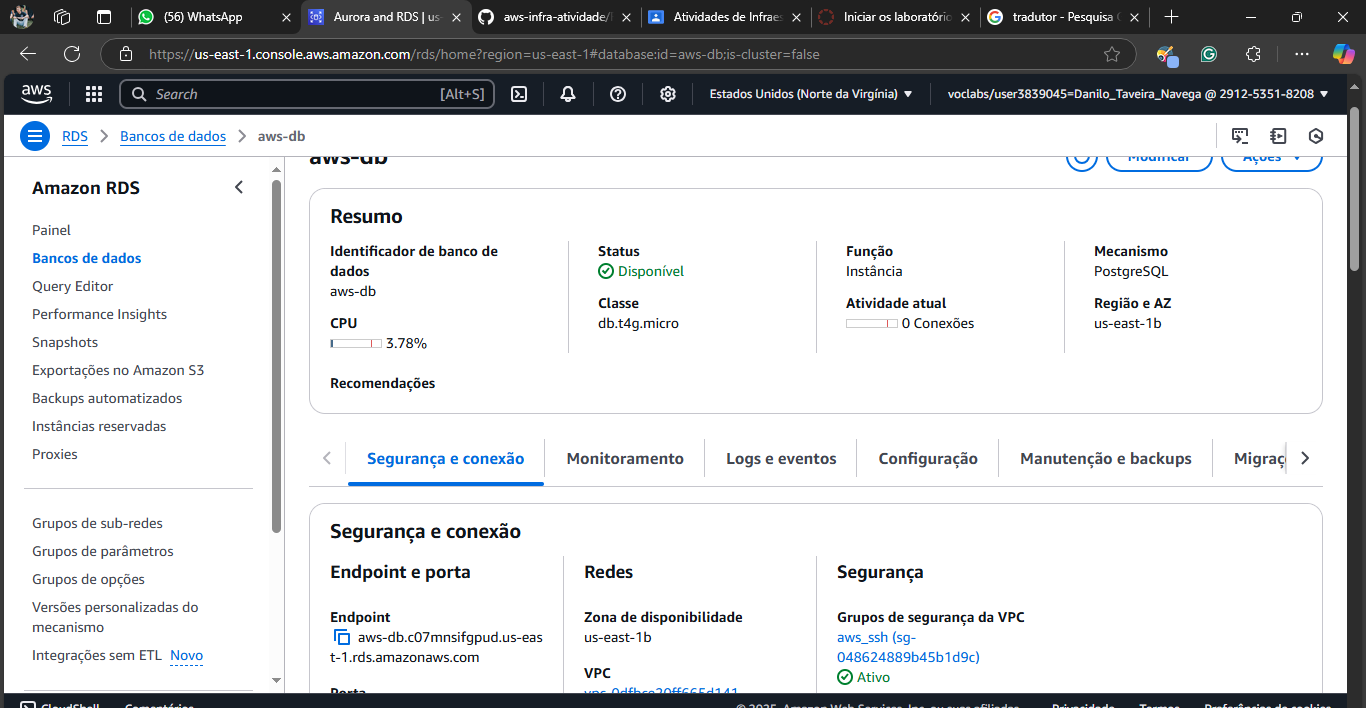 (56) WhatsApp
Aurora and RDS | us-
aws-infra-atividade/
Atividades de Infraes
Iniciar os laboratório
tradutor - Pesquisa
https://us-east-1.console.aws.amazon.com/rds/home?region=us-east-1#database:id=aws-db;is-cluster=false
aws
Search
[Alt+S]
Estados Unidos (Norte da Virgínia)
voclabs/user3839045=Danilo_Taveira_Navega @ 2912-5351-8208
RDS > Bancos de dados > aws-db
Amazon RDS
Painel
Bancos de dados
Query Editor
Performance Insights
Snapshots
Exportações no Amazon S3
Backups automatizados
Instâncias reservadas
Proxies
Grupos de sub-redes
Grupos de parâmetros
Grupos de opções
Versões personalizadas do
mecanismo
Integrações sem ETL Novo
aws-db
Modificar
Ações
Resumo
Identificador de banco de
dados
aws-db
CPU
3.78%
Recomendações
Status
Disponível
Classe
db.t4g.micro
Função
Instância
Atividade atual
0 Conexões
Mecanismo
PostgreSQL
Região e AZ
us-east-1b
Segurança e conexão
Monitoramento
Logs e eventos
Configuração
Manutenção e backups
Migraç
Segurança e conexão
Endpoint e porta
Endpoint
aws-db.c07mnsifgpud.us-eas
t-1.rds.amazonaws.com
Porta
Redes
Zona de disponibilidade
us-east-1b
VPC
vpc-0dfbce20ff665d141
Segurança
Grupos de segurança da VPC
aws_ssh (sg-
048624889b45b1d9c)
Ativo
CloudShell
Comentários
© 2025, Amazon Web Services, Inc. ou suas afiliadas.
Privacidade
Termos
Preferências de cookies